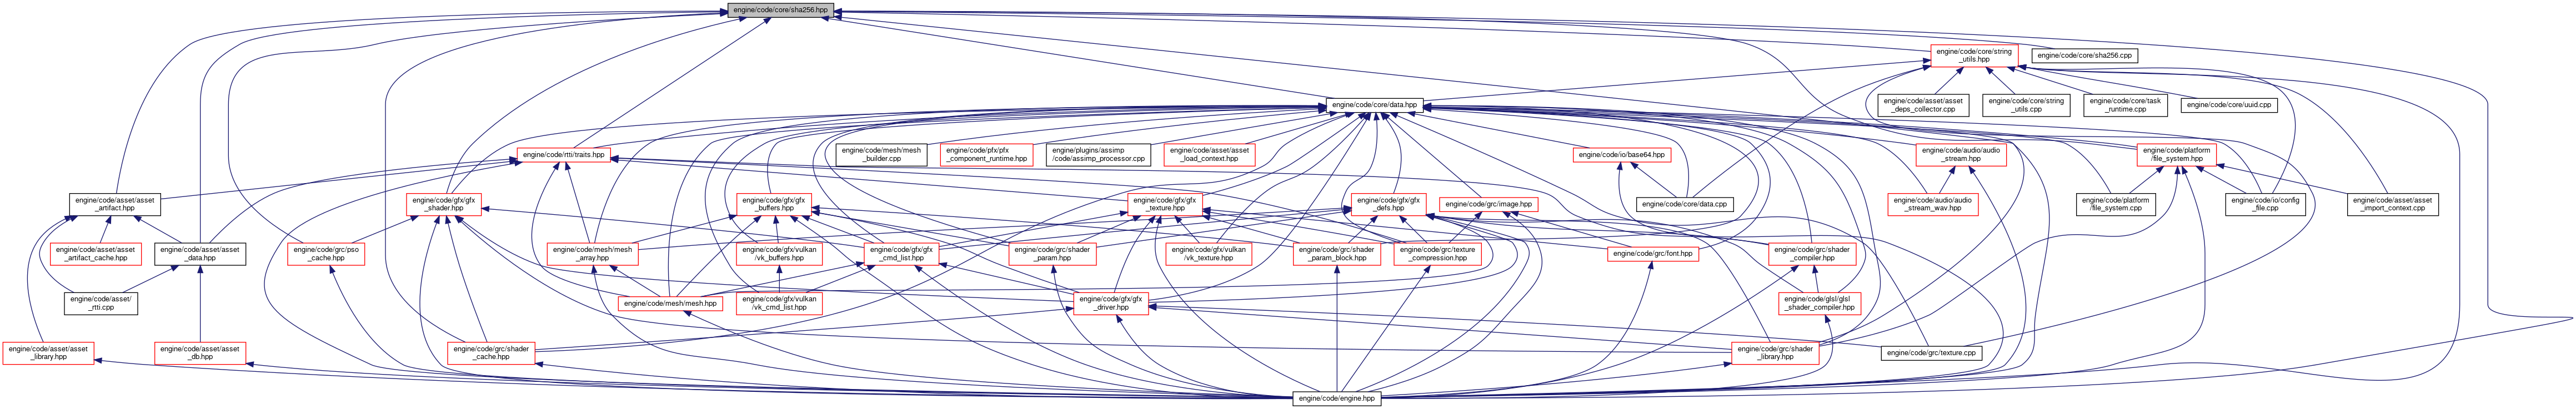 engine/code/core/sha256.hpp
engine/code/core/string
_utils.hpp
engine/code/core/sha256.cpp
engine/code/core/data.hpp
engine/code/asset/asset
_deps_collector.cpp
engine/code/core/string
_utils.cpp
engine/code/core/task
_runtime.cpp
engine/code/core/uuid.cpp
engine/code/rtti/traits.hpp
engine/code/mesh/mesh
_builder.cpp
engine/code/pfx/pfx
_component_runtime.hpp
engine/plugins/assimp
/code/assimp_processor.cpp
engine/code/asset/asset
_load_context.hpp
engine/code/io/base64.hpp
engine/code/audio/audio
_stream.hpp
engine/code/platform
/file_system.hpp
engine/code/asset/asset
_artifact.hpp
engine/code/gfx/gfx
_shader.hpp
engine/code/gfx/gfx
_buffers.hpp
engine/code/gfx/gfx
_texture.hpp
engine/code/gfx/gfx
_defs.hpp
engine/code/grc/image.hpp
engine/code/core/data.cpp
engine/code/audio/audio
_stream_wav.hpp
engine/code/platform
/file_system.cpp
engine/code/io/config
_file.cpp
engine/code/asset/asset
_import_context.cpp
engine/code/asset/asset
_artifact_cache.hpp
engine/code/asset/asset
_data.hpp
engine/code/grc/pso
_cache.hpp
engine/code/mesh/mesh
_array.hpp
engine/code/gfx/vulkan
/vk_buffers.hpp
engine/code/gfx/gfx
_cmd_list.hpp
engine/code/grc/shader
_param.hpp
engine/code/gfx/vulkan
/vk_texture.hpp
engine/code/grc/shader
_param_block.hpp
engine/code/grc/texture
_compression.hpp
engine/code/grc/font.hpp
engine/code/grc/shader
_compiler.hpp
engine/code/asset/
_rtti.cpp
engine/code/mesh/mesh.hpp
engine/code/gfx/vulkan
/vk_cmd_list.hpp
engine/code/gfx/gfx
_driver.hpp
engine/code/glsl/glsl
_shader_compiler.hpp
engine/code/asset/asset
_library.hpp
engine/code/asset/asset
_db.hpp
engine/code/grc/shader
_cache.hpp
engine/code/grc/shader
_library.hpp
engine/code/grc/texture.cpp
engine/code/engine.hpp